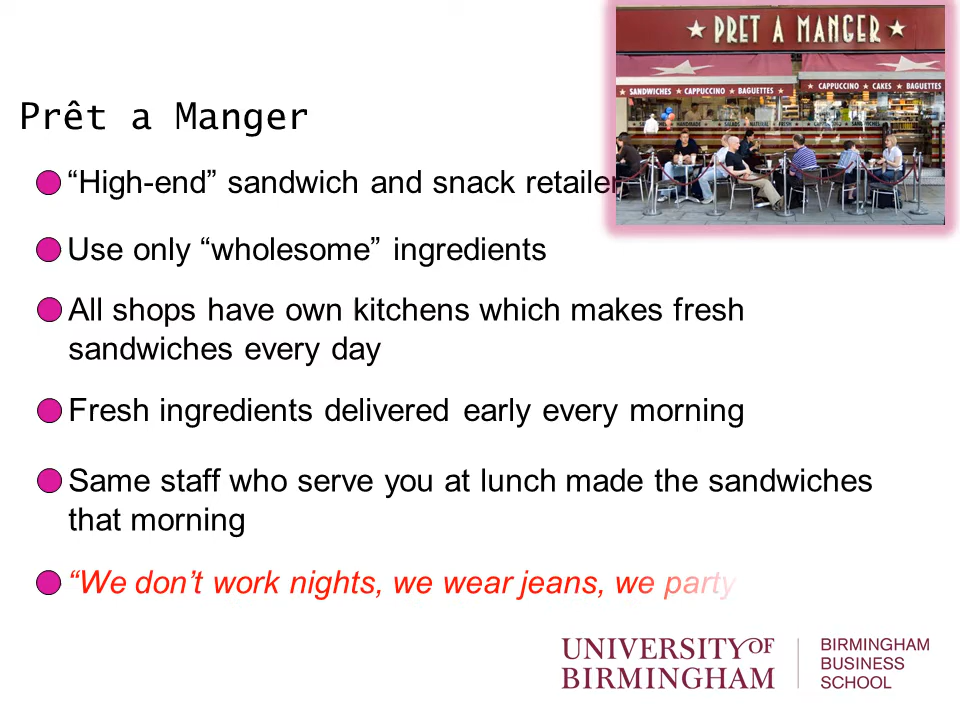 ★ PRET A MANGER ★
SANDWICHES ★ CAPPUCCINO ★ BAGUETTES ★
CAPPUCCINO ★ CAKES ★ BAGUETTES
Prêt a Manger
“High-end” sandwich and snack retailer
Use only “wholesome” ingredients
All shops have own kitchens which makes fresh
sandwiches every day
Fresh ingredients delivered early every morning
Same staff who serve you at lunch made the sandwiches
that morning
“We don’t work nights, we wear jeans, we party
UNIVERSITY OF
BIRMINGHAM
BIRMINGHAM
BUSINESS
SCHOOL